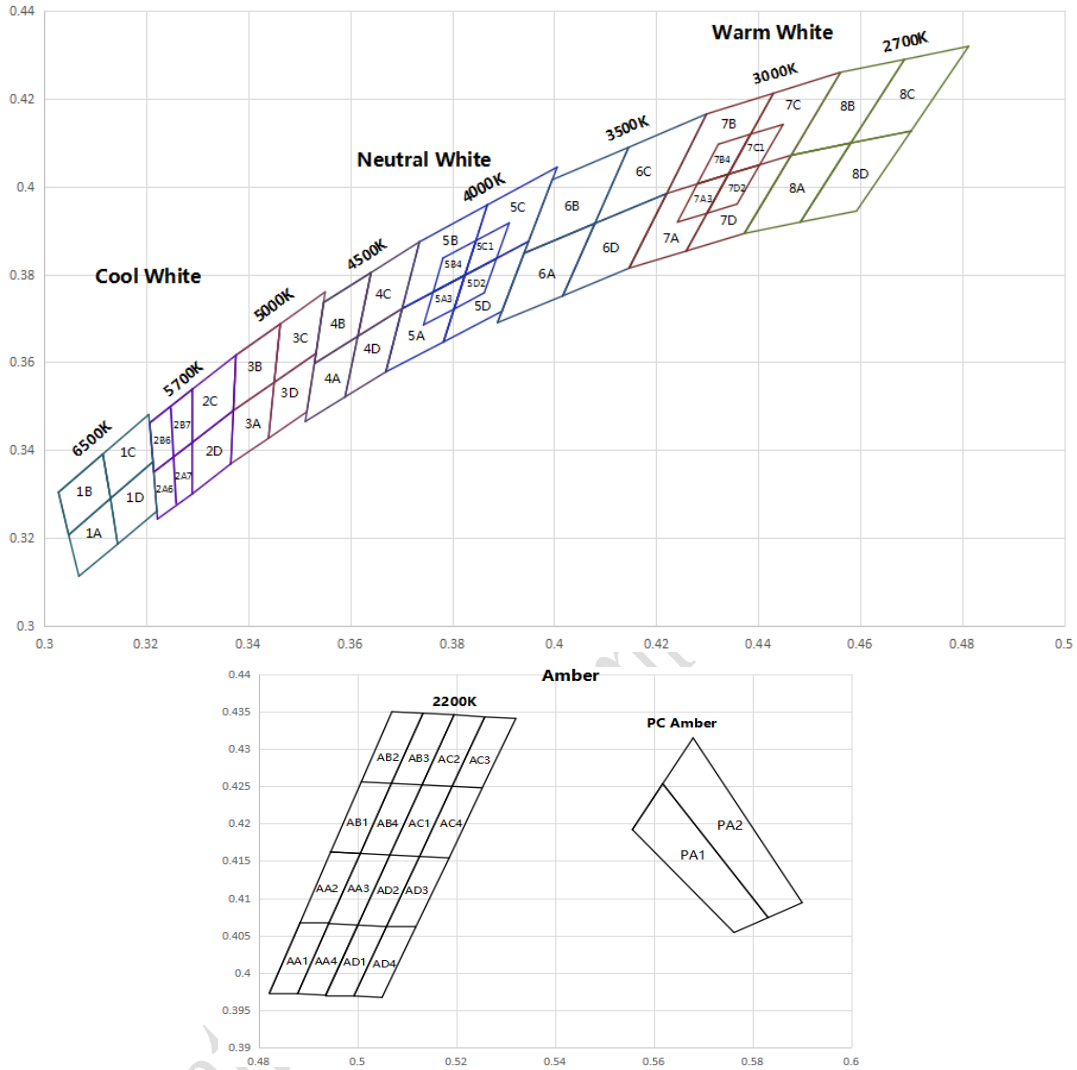 0.44
Warm White
2700K
3000K
0.42
3500K
Neutral White
4000K
0.4
4500K
Cool White
0.38
5000K
5700K
0.36
6500K
0.34
0.32
0.3
8C
8B
7C
7B
7C1
7B4
8D
6C
7D2
8A
7A3
5C
6B
7D
5B
5C1
7A
6D
5B4
6A
5D2
4C
5A3
5D
4B
5A
3C
4D
3B
4A
3D
2C
2B7
3A
2B6
1C
2D
2A7
2A6
1B
1D
1A
0.3 0.32 0.34 0.36 0.38 0.4 0.42 0.44 0.46 0.48 0.5
Amber
0.44
2200K
0.435
PC Amber
0.43
AB2 AB3 AC2 AC3
0.425
0.42
AB1 AB4 AC1 AC4
PA2
PA1
0.415
AA2 AA3 AD2 AD3
0.41
0.405
AA1 AA4 AD1 AD4
0.4
0.395
0.39
0.48 0.5 0.52 0.54 0.56 0.58 0.6